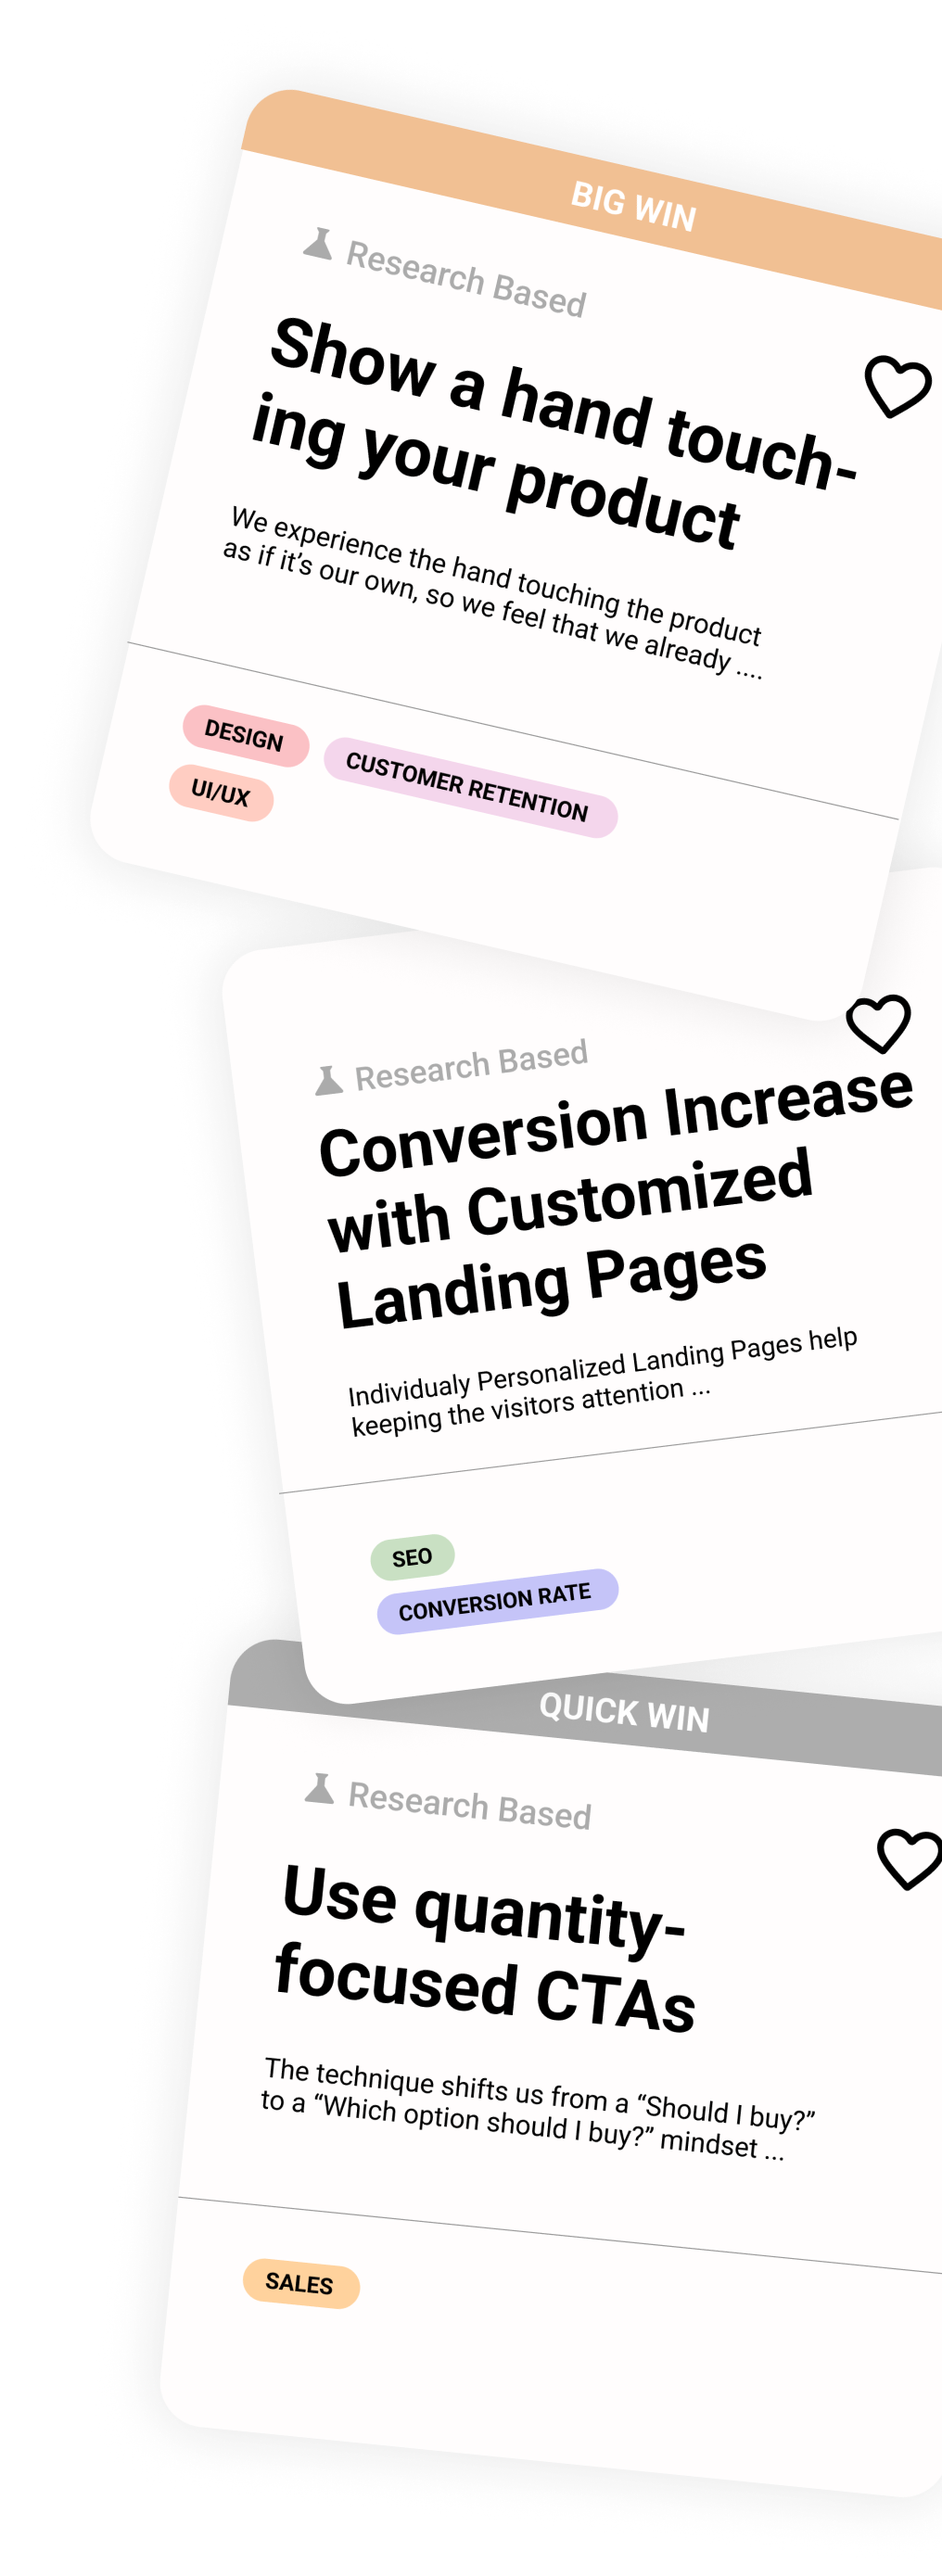 BIG WIN
Research Based
Show a hand touch-
ing your product
We experience the hand touching the product
as if it’s our own, so we feel that we already ....
DESIGN
CUSTOMER RETENTION
UI/UX
Research Based
Conversion Increase
with Customized
Landing Pages
Individualy Personalized Landing Pages help
keeping the visitors attention ...
SEO
CONVERSION RATE
QUICK WIN
Research Based
Use quantity-
focused CTAs
The technique shifts us from a “Should I buy?”
to a “Which option should I buy?” mindset ...
SALES